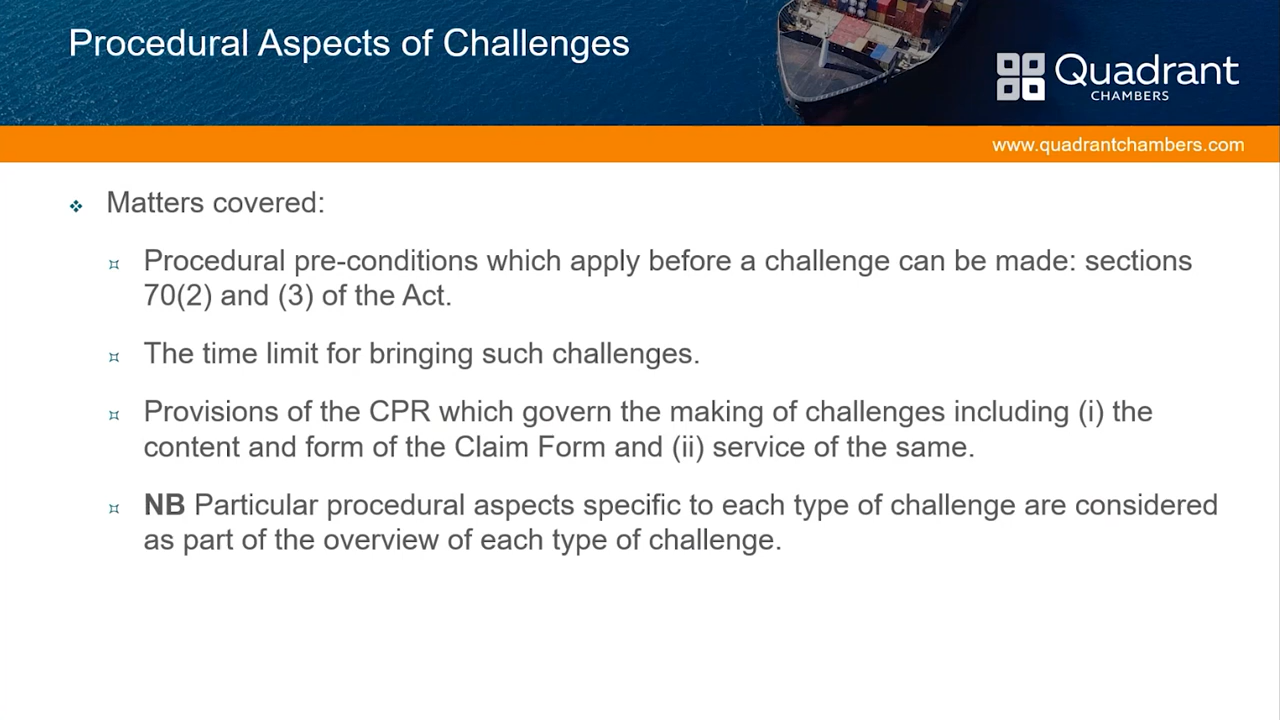 Procedural Aspects of Challenges
Quadrant
CHAMBERS
www.quadrantchambers.com
Matters covered:
Procedural pre-conditions which apply before a challenge can be made: sections
70(2) and (3) of the Act.
The time limit for bringing such challenges.
Provisions of the CPR which govern the making of challenges including (i) the
content and form of the Claim Form and (ii) service of the same.
NB Particular procedural aspects specific to each type of challenge are considered
as part of the overview of each type of challenge.